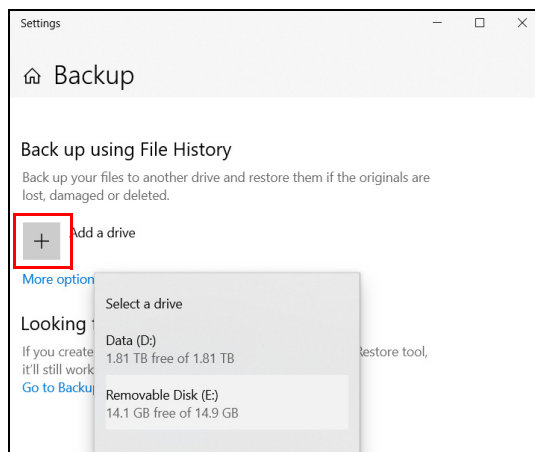 Settings
Backup
Back up using File History
Back up your files to another drive and restore them if the originals are
lost, damaged or deleted.
Add a drive
More option
Select a drive
Looking
Data (D:)
If you create
Restore tool,
1.81 TB free of 1.81 TB
it'll still work
Go to Backu
Removable Disk (E:)
14.1 GB free of 14.9 GB